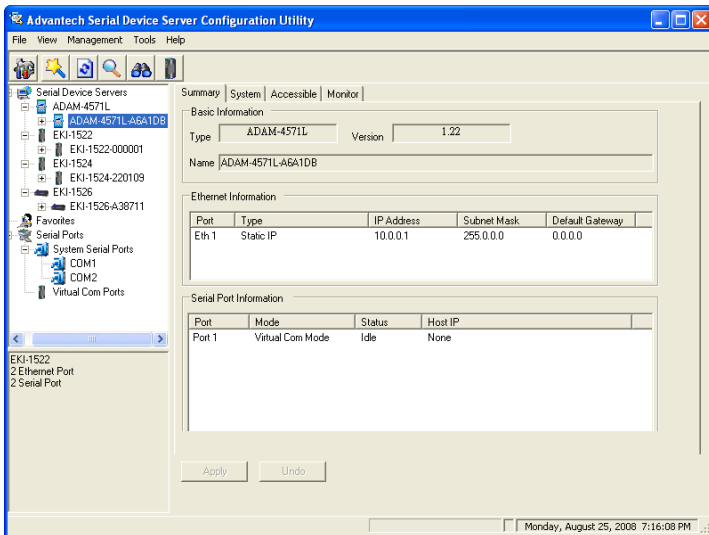 Advantech Serial Device Server Configuration Utility
File View Management Tools Help
Serial Device Servers
ADAM-4571L
ADAM-4571L-A6A1DB
EKI-1522
EKI-1522-000001
EKI-1524
EKI-1524-220109
EKI-1526
EKI-1526-A38711
Favorites
Serial Ports
System Serial Ports
COM1
COM2
Virtual Com Ports
EKI-1522
2 Ethernet Port
2 Serial Port
Summary System Accessible Monitor
Basic Information
Type ADAM-4571L Version 1.22
Name ADAM-4571L-A6A1DB
Ethernet Information
Port Type IP Address Subnet Mask Default Gateway
Eth 1 Static IP 10.0.0.1 255.0.0.0 0.0.0.0
Serial Port Information
Port Mode Status Host IP
Port 1 Virtual Com Mode Idle None
Apply Undo
Monday, August 25, 2008 7:16:08 PM